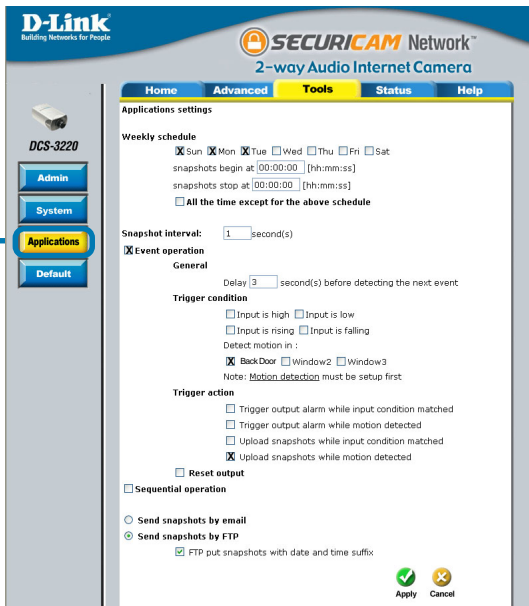 D-Link
Building Networks for People
SECURICAM Network™
2-way Audio Internet Camera
Home Advanced Tools Status Help
DCS-3220
Admin
System
Applications
Default
Applications settings
Weekly schedule
X Sun X Mon X Tue Wed Thu Fri Sat
snapshots begin at 00:00:00 [hh:mm:ss]
snapshots stop at 00:00:00 [hh:mm:ss]
All the time except for the above schedule
Snapshot interval: 1 second(s)
X Event operation
General
Delay 3 second(s) before detecting the next event
Trigger condition
Input is high Input is low
Input is rising Input is falling
Detect motion in :
X Back Door Window2 Window3
Note: Motion detection must be setup first
Trigger action
Trigger output alarm while input condition matched
Trigger output alarm while motion detected
Upload snapshots while input condition matched
X Upload snapshots while motion detected
Reset output
Sequential operation
Send snapshots by email
Send snapshots by FTP
FTP put snapshots with date and time suffix
Apply Cancel